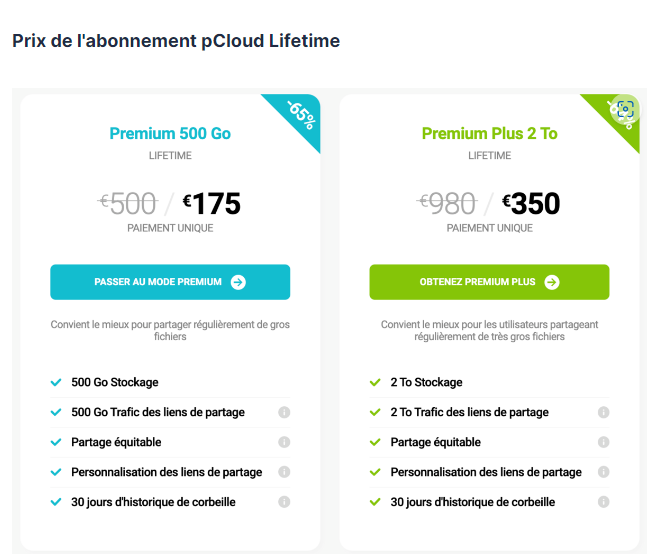 Prix de l'abonnement pCloud Lifetime
-65%
Premium 500 Go
LIFETIME
€500 / €175
PAIEMENT UNIQUE
PASSER AU MODE PREMIUM
Convient le mieux pour partager régulièrement de gros
fichiers
500 Go Stockage
500 Go Trafic des liens de partage
Partage équitable
Personnalisation des liens de partage
30 jours d'historique de corbeille
Premium Plus 2 To
LIFETIME
€980 / €350
PAIEMENT UNIQUE
OBTENEZ PREMIUM PLUS
Convient le mieux pour les utilisateurs partageant
régulièrement de très gros fichiers
2 To Stockage
2 To Trafic des liens de partage
Partage équitable
Personnalisation des liens de partage
30 jours d'historique de corbeille